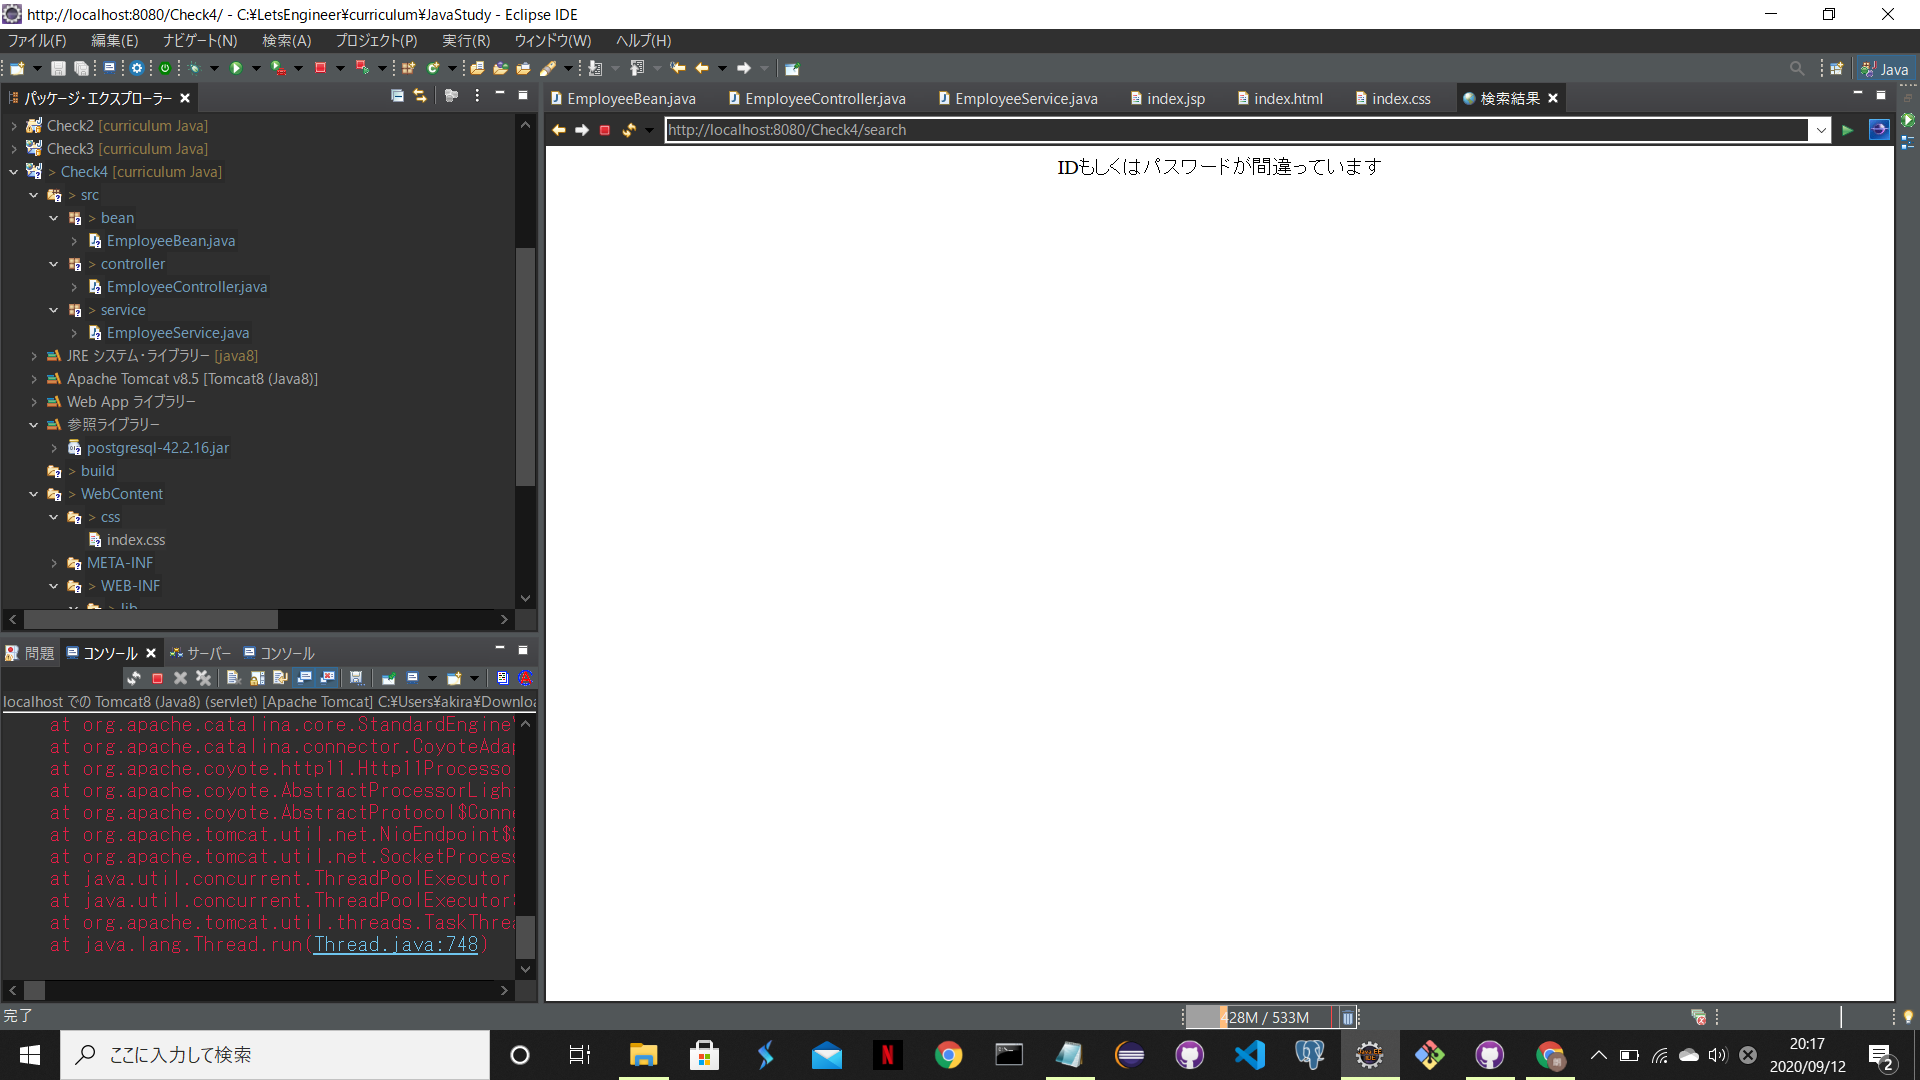 http://localhost:8080/Check4/ - C:¥LetsEngineer¥curriculum¥JavaStudy - Eclipse IDE
ファイル(F) 編集(E) ナビゲート(N) 検索(A) プロジェクト(P) 実行(R) ウィンドウ(W) ヘルプ(H)
Java
パッケージ・エクスプローラー
Check2 [curriculum Java]
Check3 [curriculum Java]
> Check4 [curriculum Java]
> src
> bean
EmployeeBean.java
> controller
EmployeeController.java
> service
EmployeeService.java
JRE システム・ライブラリー [java8]
Apache Tomcat v8.5 [Tomcat8 (Java8)]
Web App ライブラリー
参照ライブラリー
postgresql-42.2.16.jar
> build
> WebContent
> css
index.css
META-INF
> WEB-INF
> lib
EmployeeBean.java EmployeeController.java EmployeeService.java index.jsp index.html index.css 検索結果
http://localhost:8080/Check4/search
IDもしくはパスワードが間違っています
問題 コンソール サーバー コンソール
localhost での Tomcat8 (Java8) (servlet) [Apache Tomcat] C:¥Users¥akira¥Downloa
at org.apache.catalina.core.StandardEngine
at org.apache.catalina.connector.CoyoteAdap
at org.apache.coyote.http11.Http11Processo
at org.apache.coyote.AbstractProcessorLigh
at org.apache.coyote.AbstractProtocol$Conne
at org.apache.tomcat.util.net.NioEndpoint$S
at org.apache.tomcat.util.net.SocketProcess
at java.util.concurrent.ThreadPoolExecutor
at java.util.concurrent.ThreadPoolExecutor$
at org.apache.tomcat.util.threads.TaskThrea
at java.lang.Thread.run(Thread.java:748)
完了
428M / 533M
ここに入力して検索
20:17
2020/09/12
2